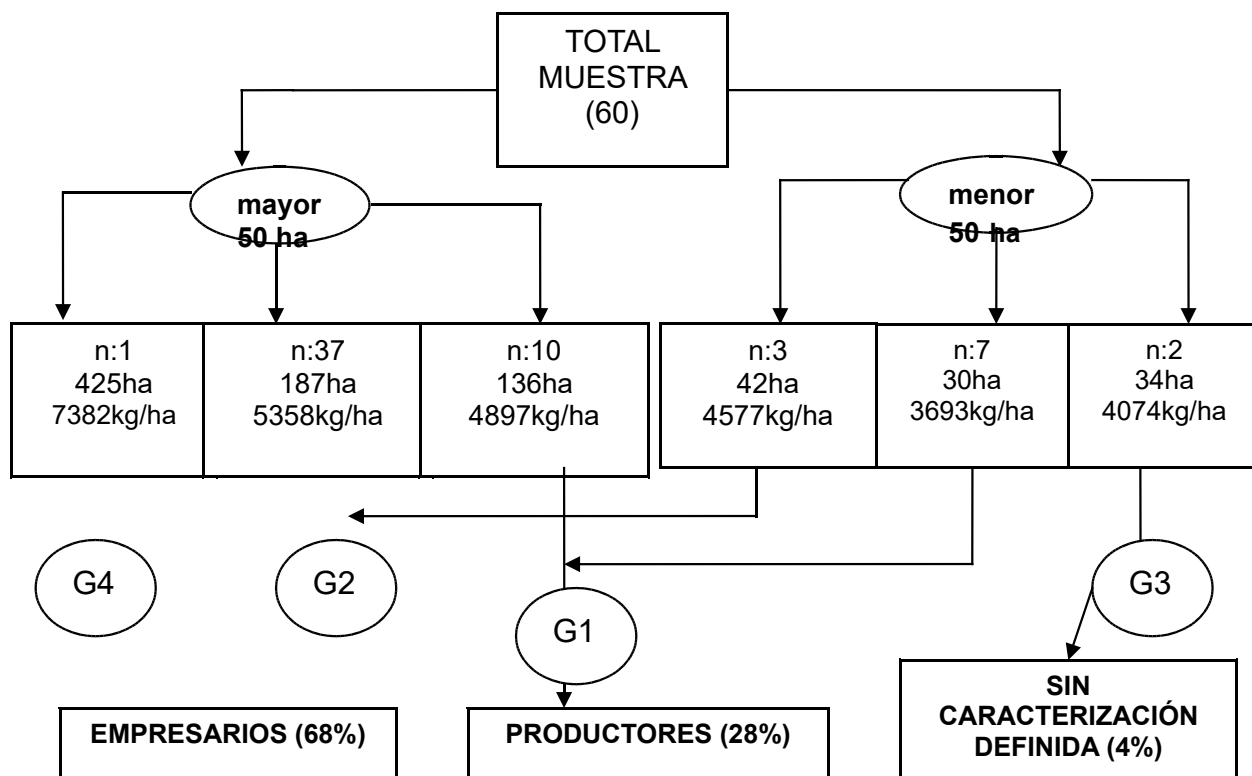 TOTAL
MUESTRA
(60)
mayor
50 ha
menor
50 ha
n:1
425ha
7382kg/ha
n:37
187ha
5358kg/ha
n:10
136ha
4897kg/ha
n:3
42ha
4577kg/ha
n:7
30ha
3693kg/ha
n:2
34ha
4074kg/ha
G4
G2
G1
G3
EMPRESARIOS (68%)
PRODUCTORES (28%)
SIN
CARACTERIZACIÓN
DEFINIDA (4%)